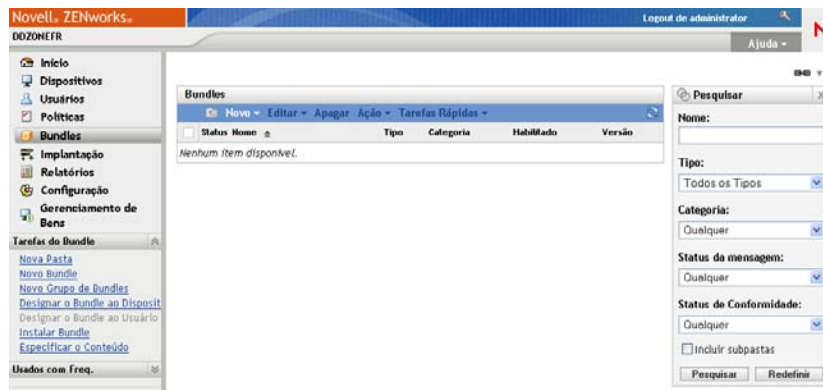 Novell® ZENworks®
Logout de administrator
N
DDZONEFR
Ajuda
Início
Dispositivos
Usuários
Políticas
Bundles
Implantação
Relatórios
Configuração
Gerenciamento de
Bens
Tarefas do Bundle
Nova Pasta
Novo Bundle
Novo Grupo de Bundles
Designar o Bundle ao Disposit
Designar o Bundle ao Usuário
Instalar Bundle
Especificar o Conteúdo
Usados com Freq.
Bundles
Novo Editar Apagar Ação Tarefas Rápidas
Status Nome Tipo Categoria Habilitado Versão
Nenhum item disponível.
Pesquisar
Nome:
Tipo:
Todos os Tipos
Categoria:
Qualquer
Status da mensagem:
Qualquer
Status de Conformidade:
Qualquer
Incluir subpastas
Pesquisar Redefinir